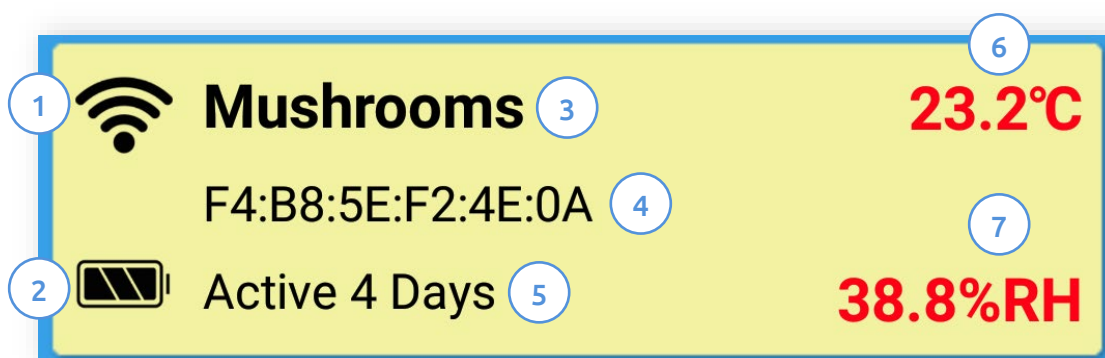 6
1 Mushrooms 3 23.2°C
F4:B8:5E:F2:4E:0A 4
7
2 Active 4 Days 5 38.8%RH